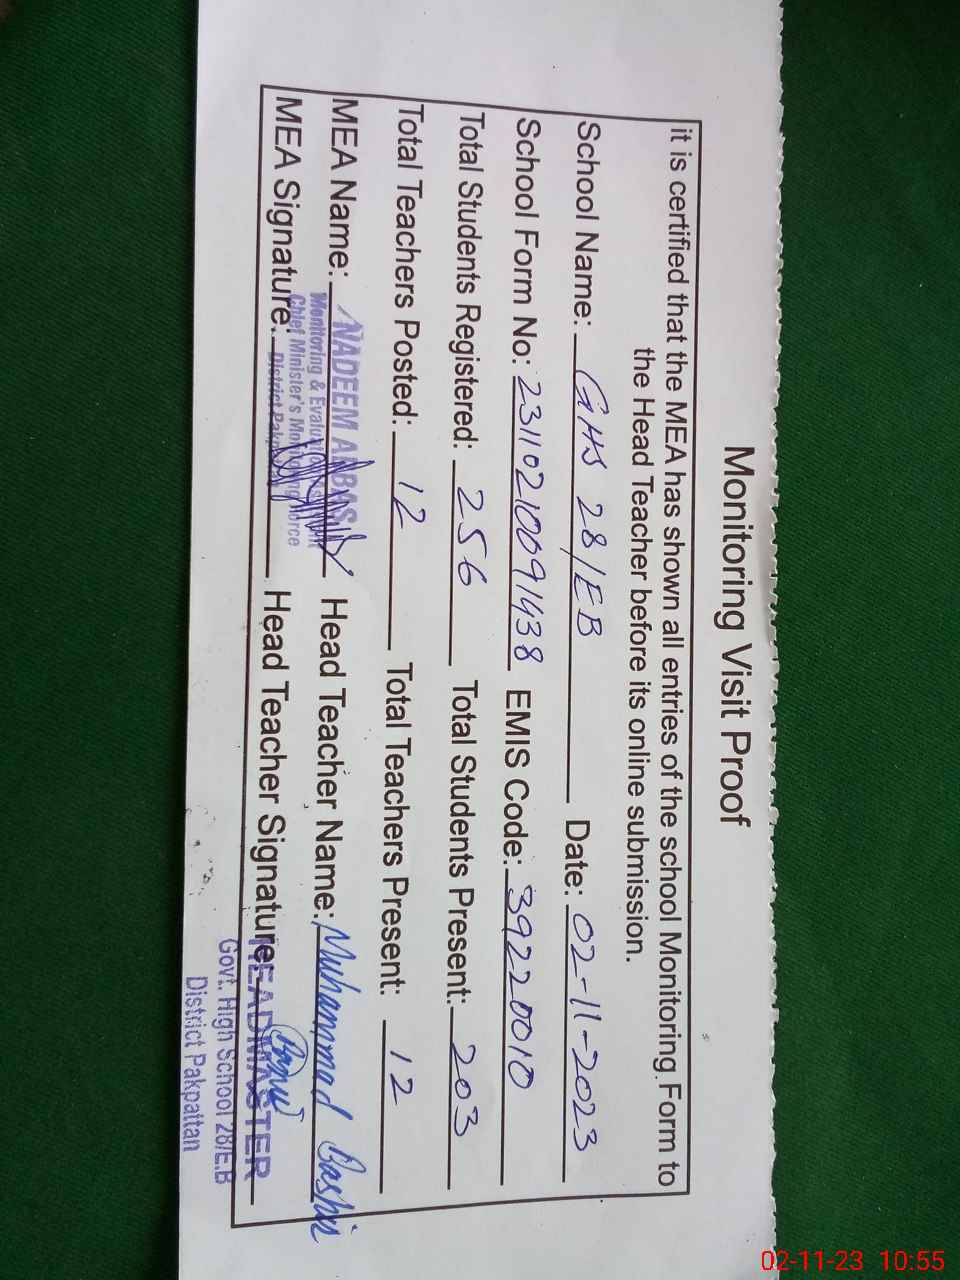 Monitoring Visit Proof
it is certified that the MEA has shown all entries of the school Monitoring Form to
the Head Teacher before its online submission.
School Name: GHS 28/EB Date: 02-11-2023
School Form No: 231102100091438 EMIS Code: 39220010
Total Students Registered: 256 Total Students Present: 203
Total Teachers Posted: 12 Total Teachers Present: 12
MEA Name: NADEEM ABBAS Head Teacher Name: Muhammad Bashir
Monitoring & Evaluation
Chief Minister's Monitoring Force
MEA Signature: District Head Teacher Signature: HEADMASTER
Govt. High School 28/E.B
District Pakpattan
02-11-23 10:55